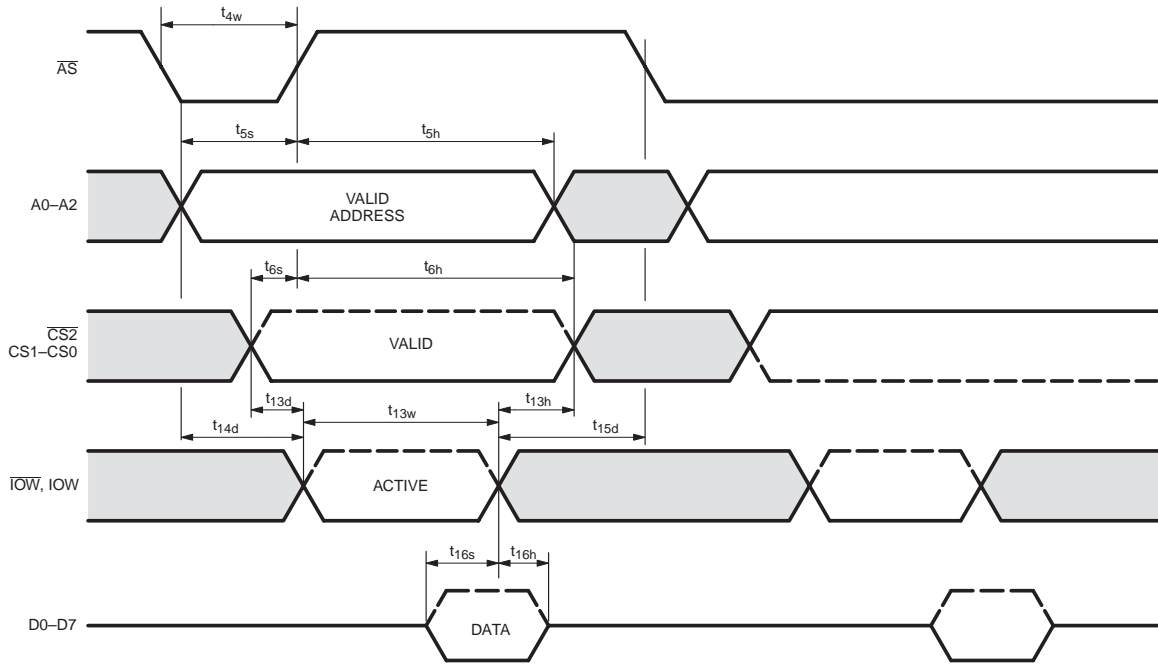 t4w
AS
t5s
t5h
A0–A2
VALID
ADDRESS
t6s
t6h
CS2
CS1–CS0
VALID
t13d
t13w
t13h
t14d
t15d
IOW, IOW
ACTIVE
t16s
t16h
D0–D7
DATA